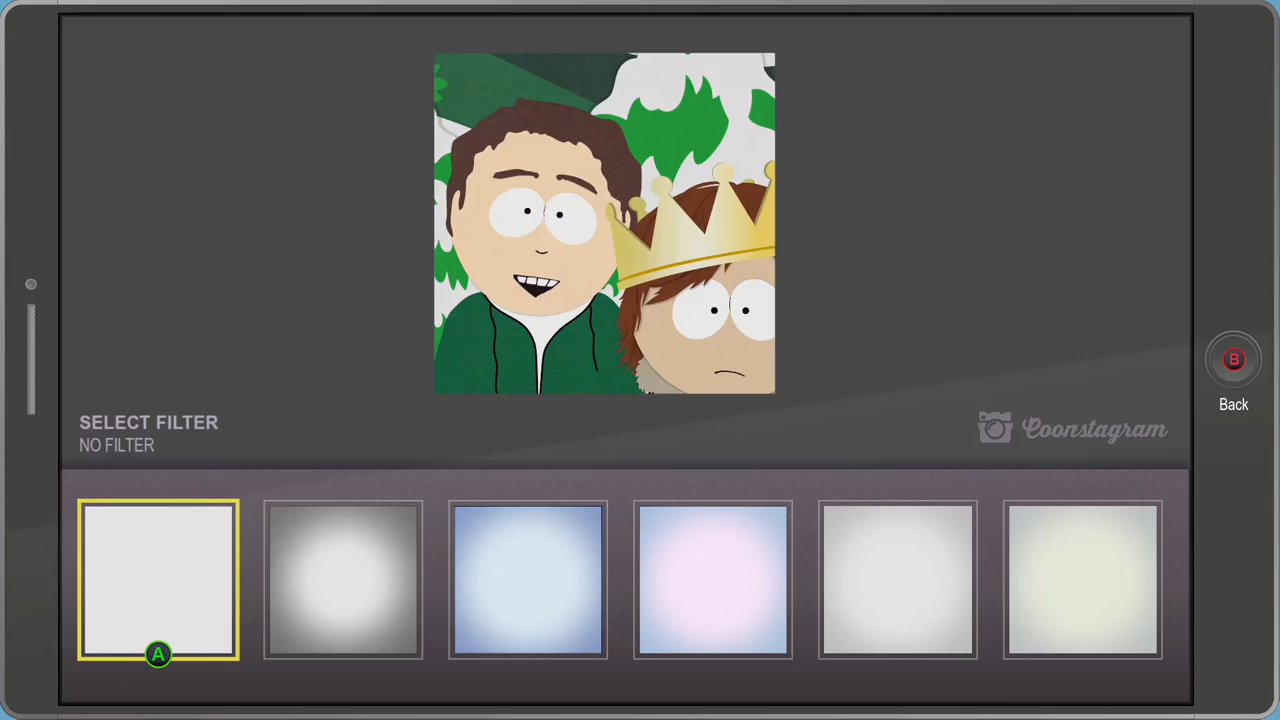 SELECT FILTER
NO FILTER
Coonstagram
B
Back
A